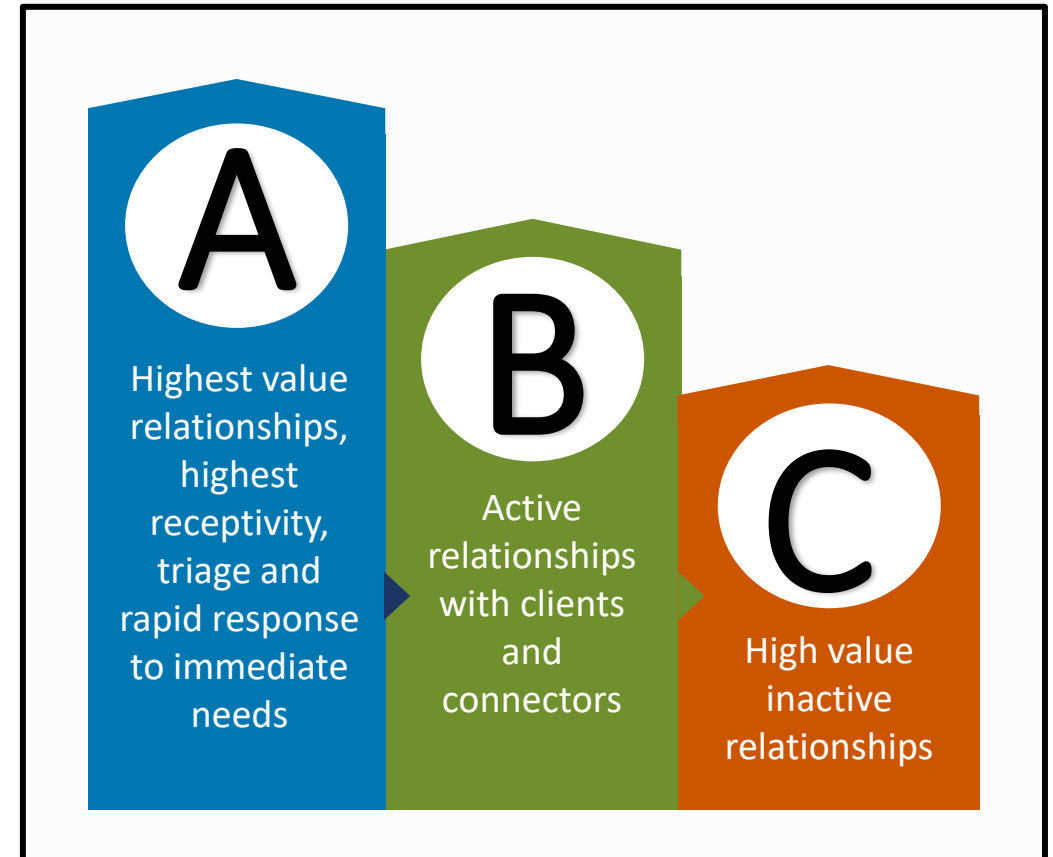 A
Highest value
relationships,
highest
receptivity,
triage and
rapid response
to immediate
needs
B
Active
relationships
with clients
and
connectors
C
High value
inactive
relationships